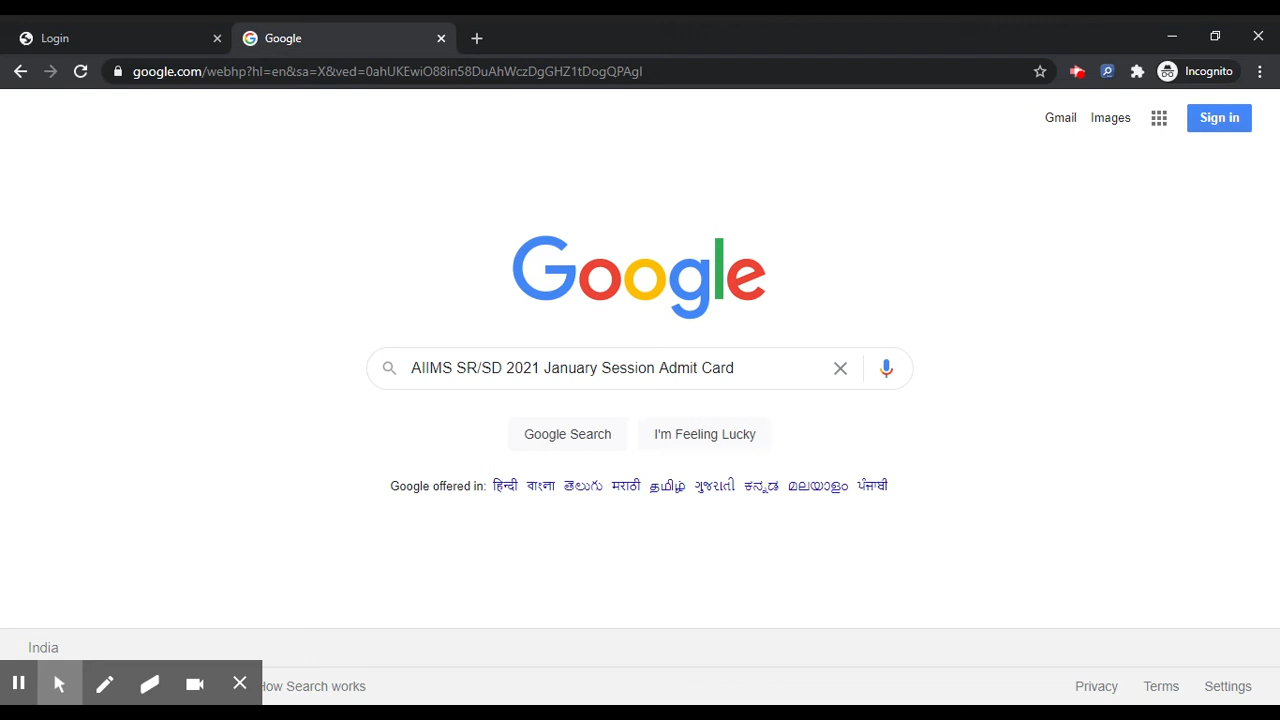 Login
Google
google.com/webhp?hl=en&sa=X&ved=0ahUKEwiO88in58DuAhWczDgGHZ1tDogQPAgI
Incognito
Gmail Images Sign in
Google
AIIMS SR/SD 2021 January Session Admit Card
Google Search I'm Feeling Lucky
Google offered in: हिन्दी বাংলা తెలుగు मराठी தமிழ் ગુજરાતી ಕನ್ನಡ മലയാളം ਪੰਜਾਬੀ
India
How Search works Privacy Terms Settings